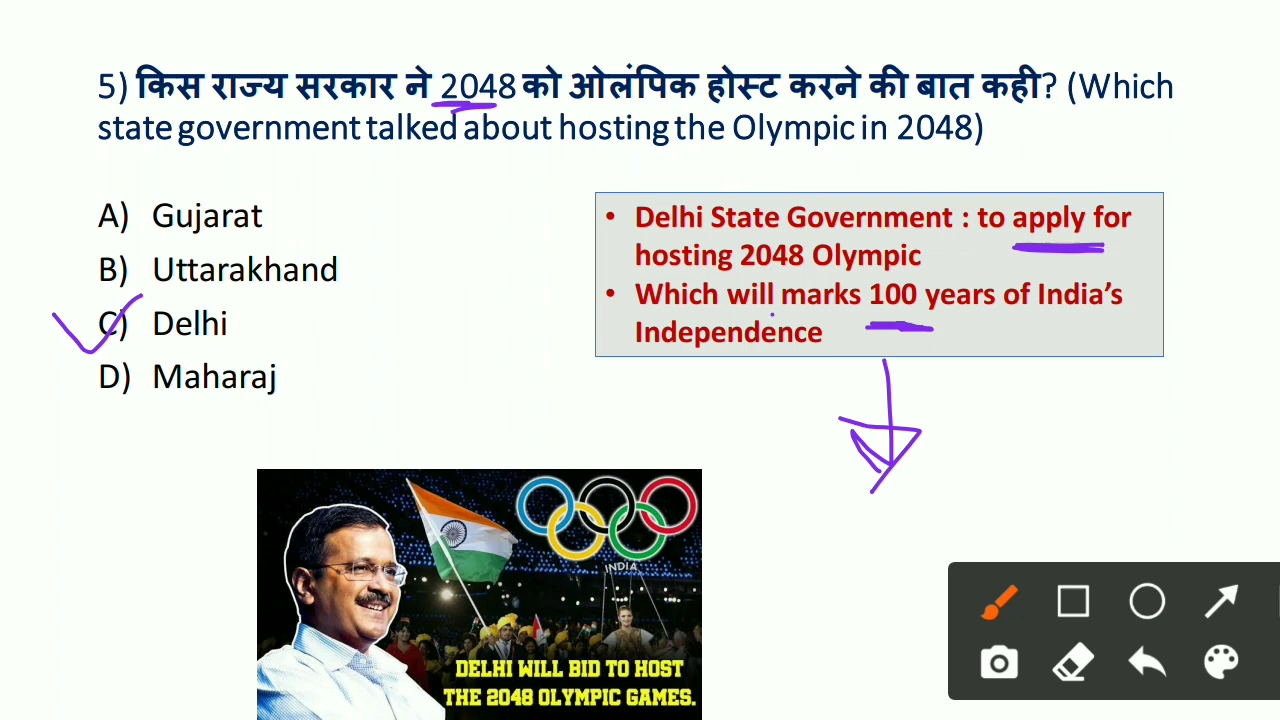 5) किस राज्य सरकार ने 2048 को ओलंपिक होस्ट करने की बात कही? (Which
state government talked about hosting the Olympic in 2048)
A) Gujarat
B) Uttarakhand
C) Delhi
D) Maharaj
• Delhi State Government : to apply for
hosting 2048 Olympic
• Which will marks 100 years of India's
Independence
INDIA
DELHI WILL BID TO HOST
THE 2048 OLYMPIC GAMES.